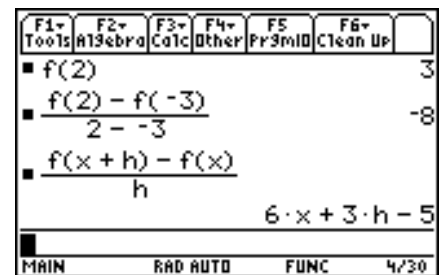 F1▾ F2▾ F3▾ F4▾ F5 F6▾
Tools Algebra Calc Other PrgmIO Clean Up
▪ f(2) 3
▪ (f(2) - f(-3))/(2 - -3) -8
▪ (f(x + h) - f(x))/h
6·x + 3·h - 5
MAIN RAD AUTO FUNC 4/30